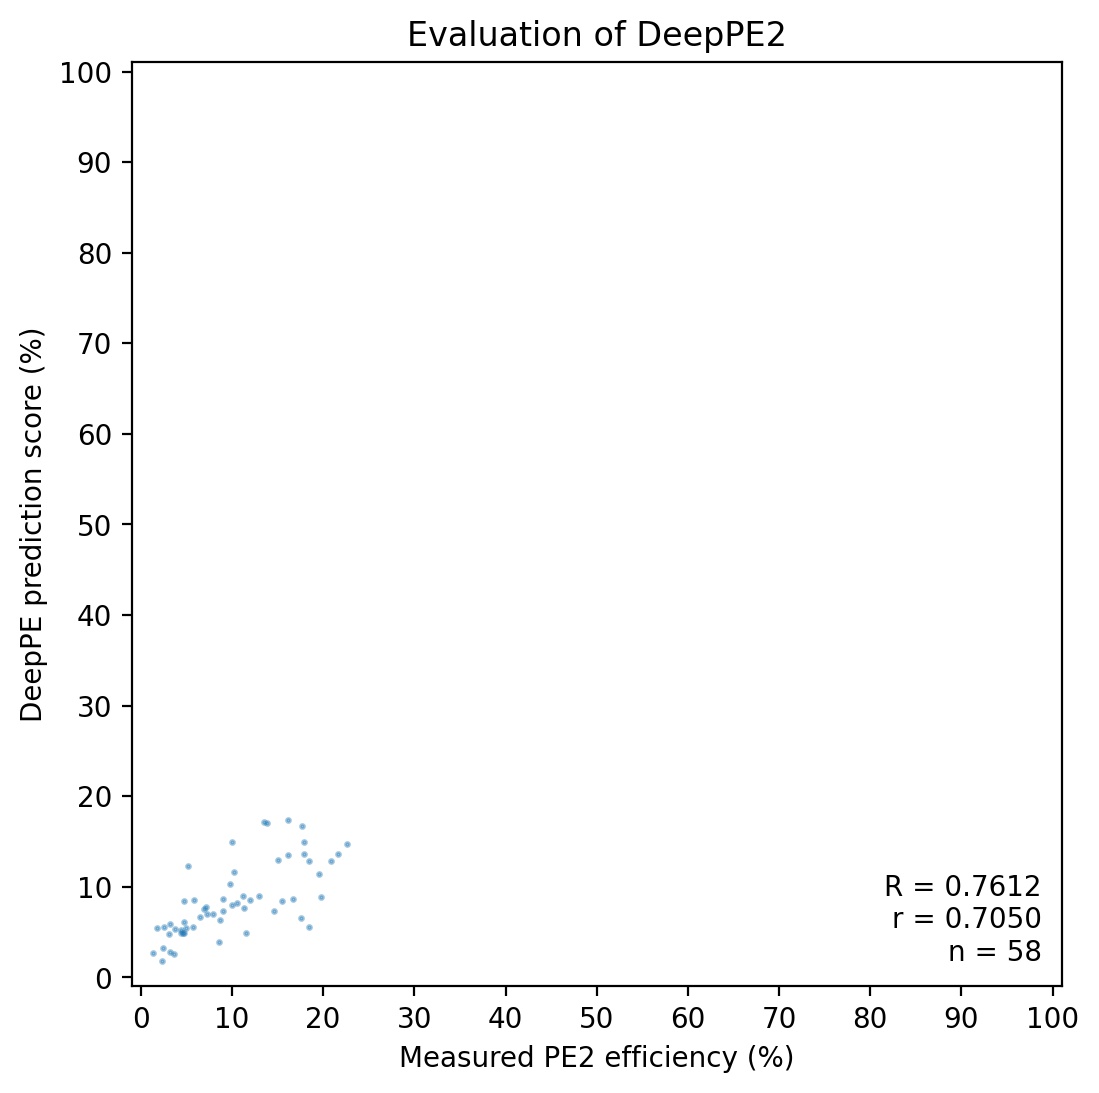 Evaluation of DeepPE2
100
90
80
70
60
50
40
30
20
10
0
DeepPE prediction score (%)
R = 0.7612
r = 0.7050
n = 58
0 10 20 30 40 50 60 70 80 90 100
Measured PE2 efficiency (%)